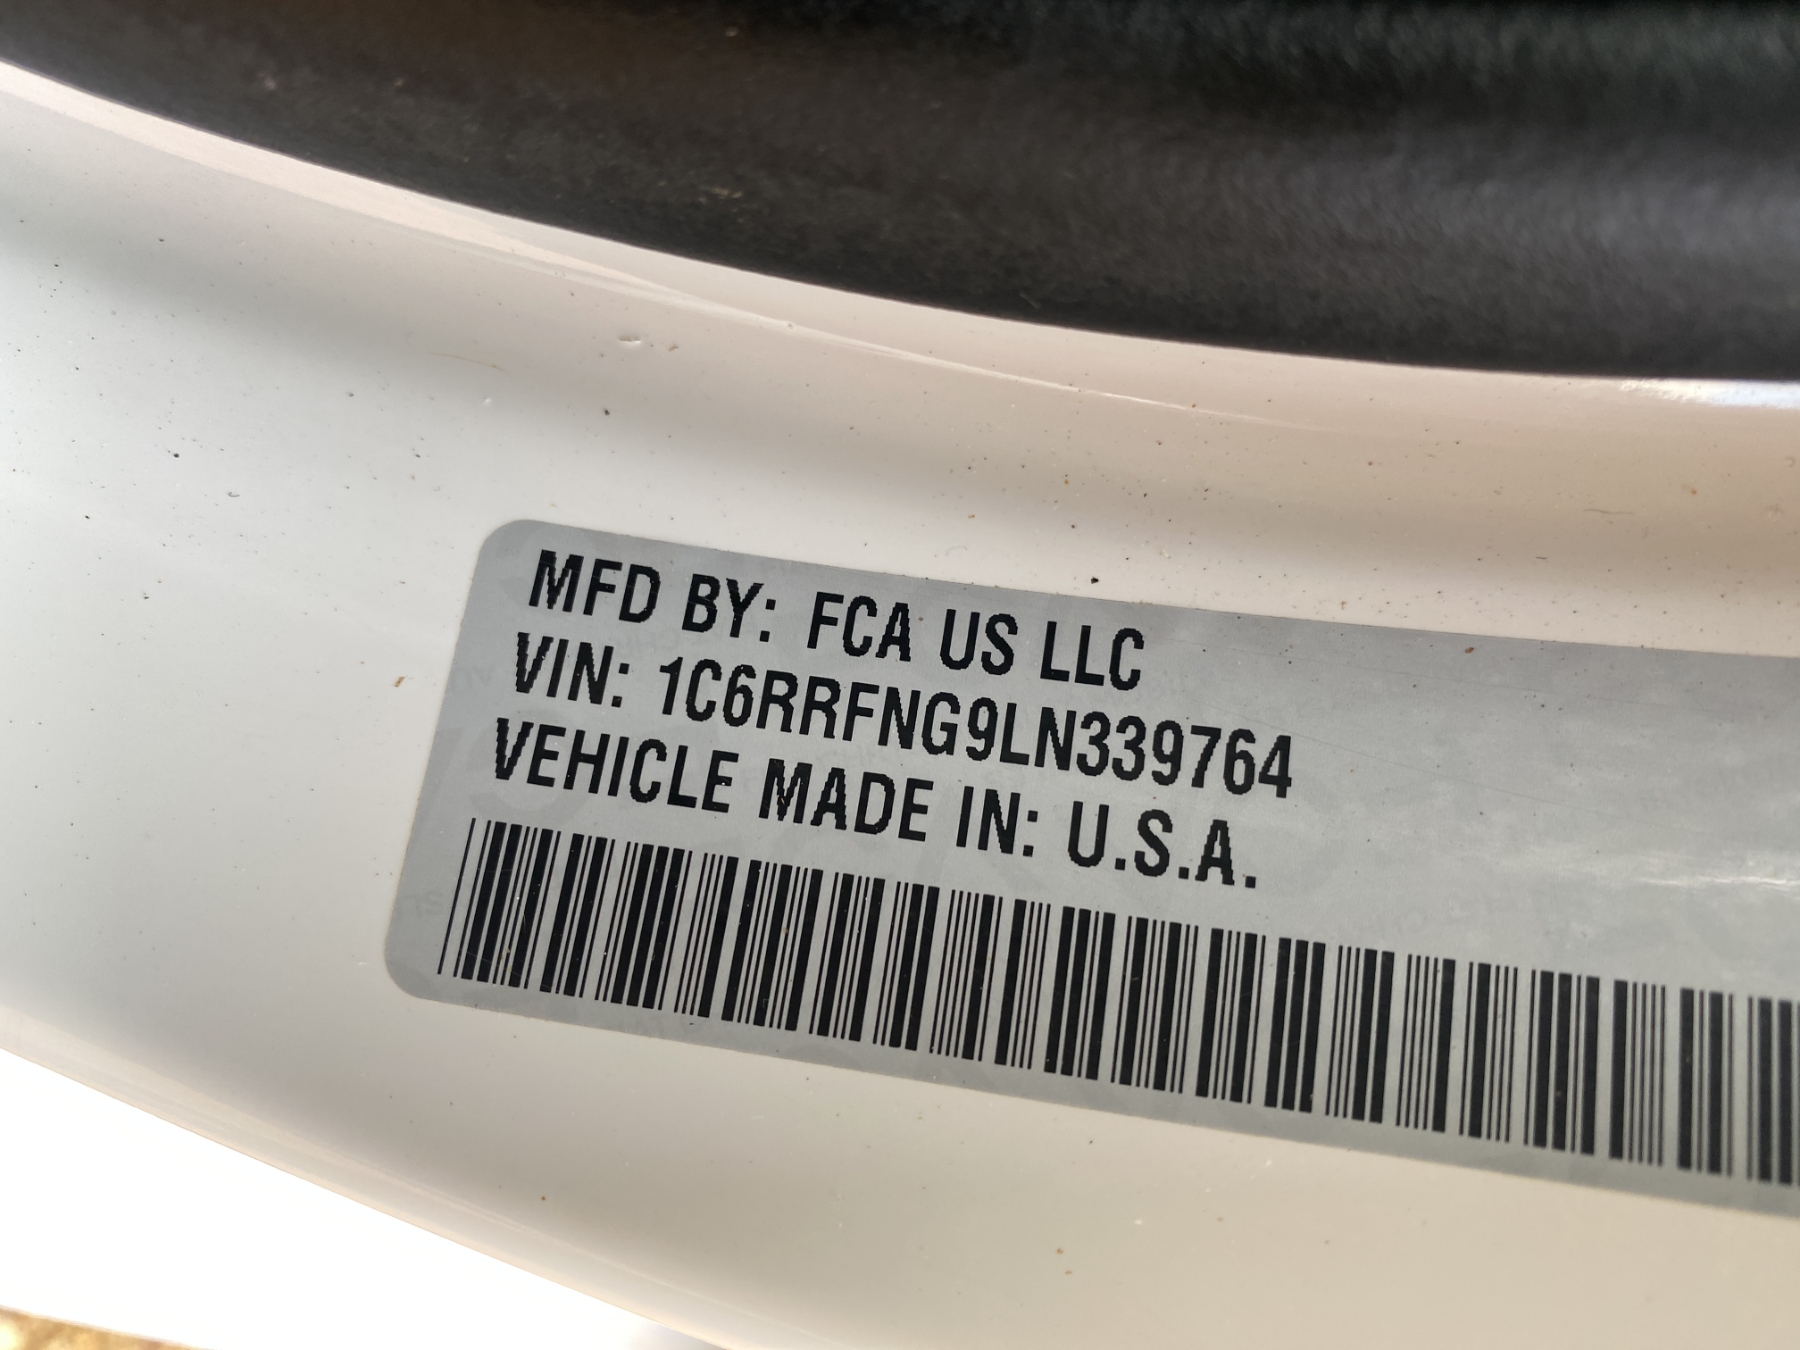 MFD BY: FCA US LLC
VIN: 1C6RRFNG9LN339764
VEHICLE MADE IN: U.S.A.